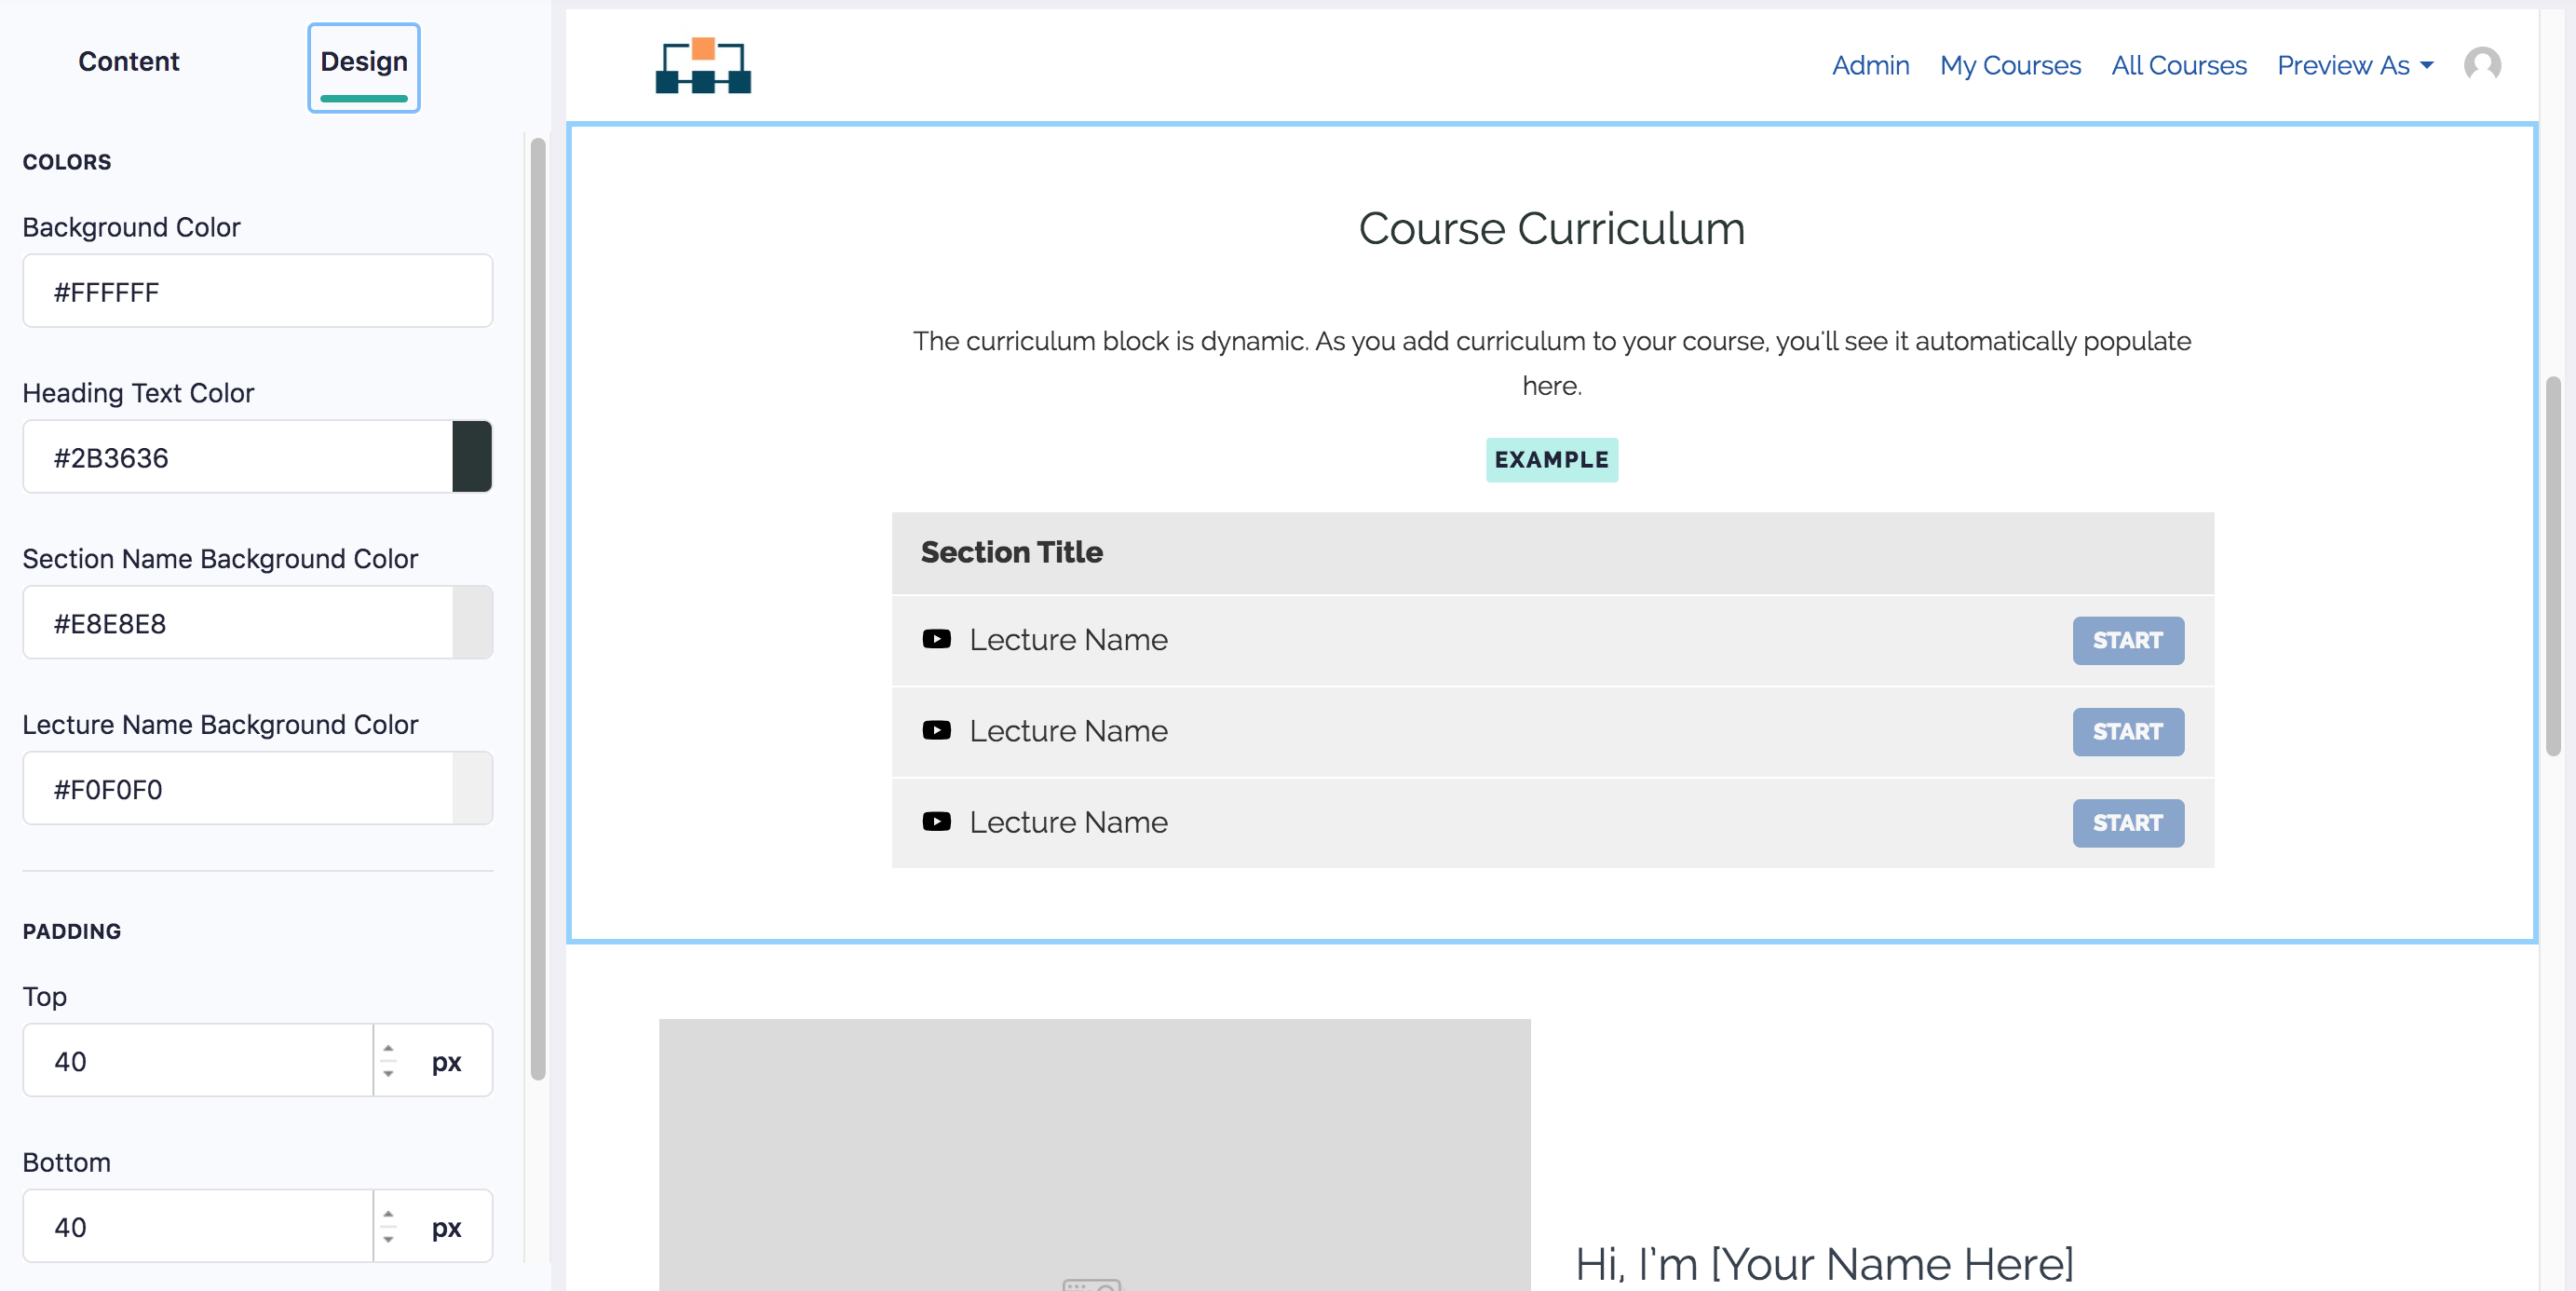 Content
Design
COLORS
Background Color
#FFFFFF
Heading Text Color
#2B3636
Section Name Background Color
#E8E8E8
Lecture Name Background Color
#F0F0F0
PADDING
Top
40
px
Bottom
40
px
Admin
My Courses
All Courses
Preview As
Course Curriculum
The curriculum block is dynamic. As you add curriculum to your course, you'll see it automatically populate
here.
EXAMPLE
Section Title
Lecture Name
START
Lecture Name
START
Lecture Name
START
Hi, I'm [Your Name Here]